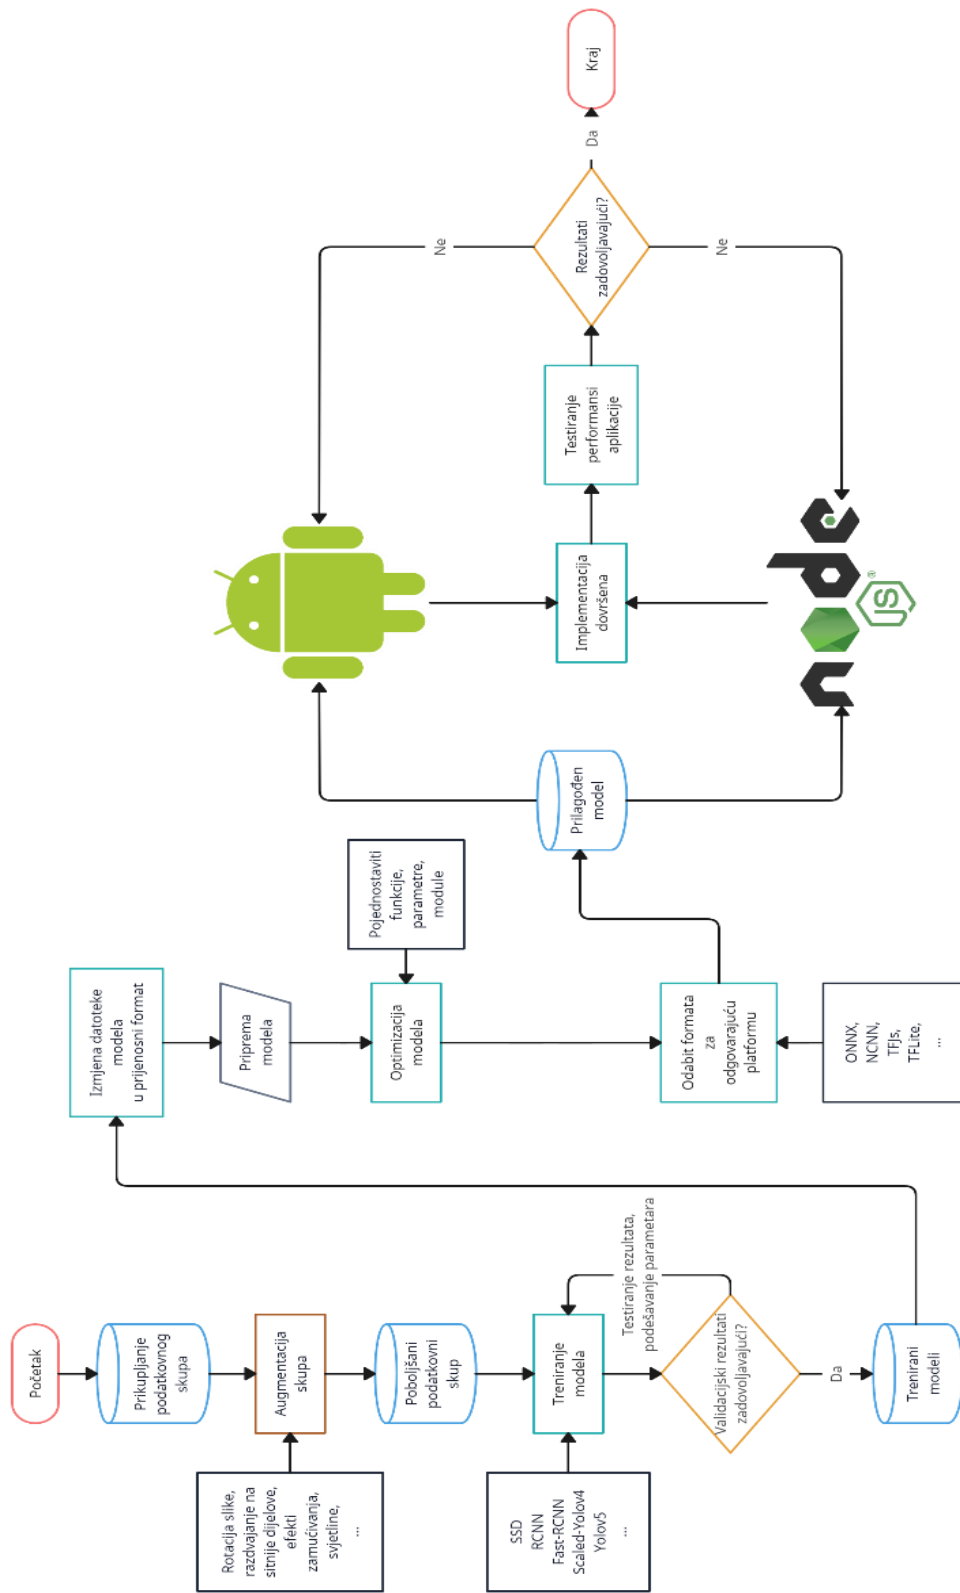 Početak
Prikupljanje
podatkovnog
skupa
Augmentacija
skupa
Rotacija slike,
razdvajanje na
sitnije dijelove,
efekti
zamućivanja,
svjetline,
...
Poboljšani
podatkovni
skup
Treniranje
modela
SSD
RCNN
Fast-RCNN
Scaled-Yolov4
Yolov5
...
Testiranje rezultata,
podešavanje parametara
Validacijski rezultati
zadovoljavajući?
Da
Trenirani
modeli
Izmjena datoteke
modela
u prijenosni format
Priprema
modela
Optimizacija
modela
Pojednostaviti
funkcije,
parametre,
module
Odabit formata
za
odgovarajuću
platformu
ONNX,
NCNN,
TFJs,
TFLite,
...
Prilagođen
model
node
JS
®
Implementacija
dovršena
Testiranje
performansi
aplikacije
Rezultati
zadovoljavajući?
Ne
Ne
Da
Kraj